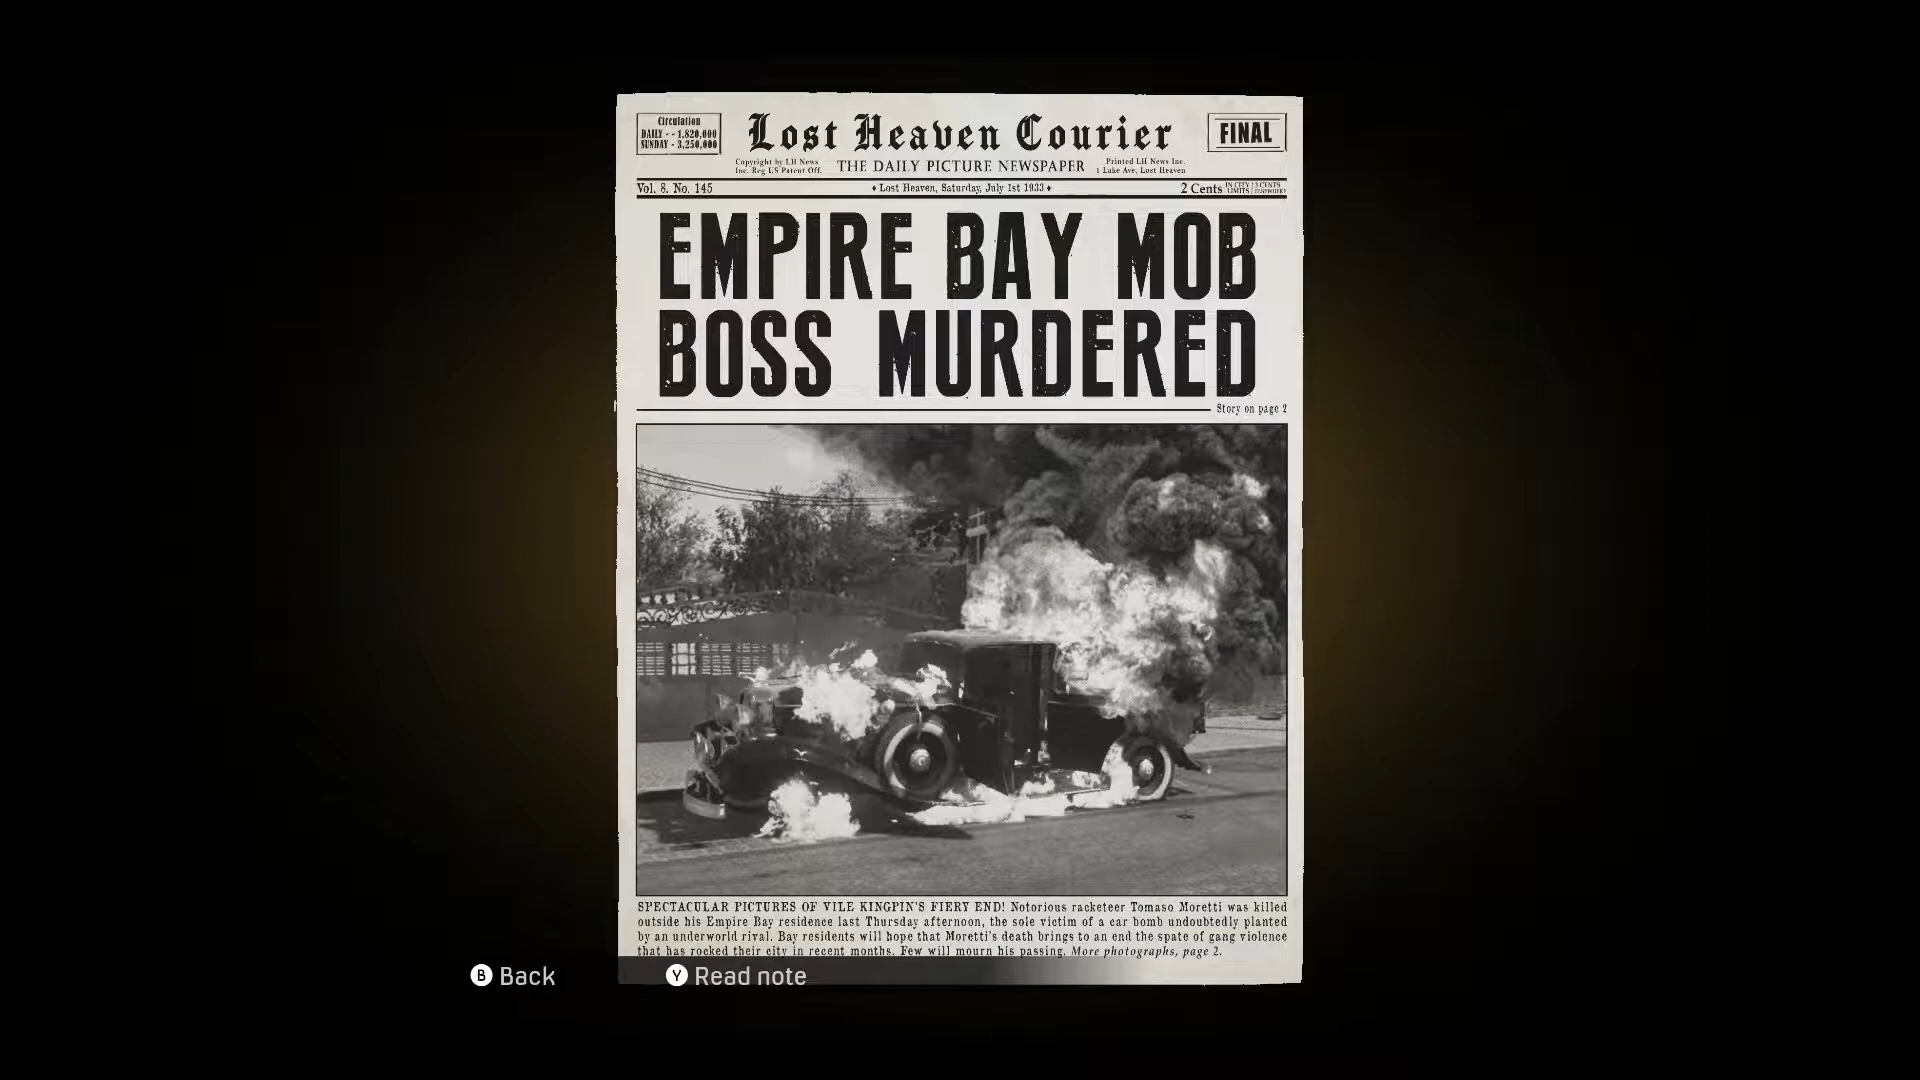 Circulation
DAILY - - 1,820,000
SUNDAY - 3,250,000
Lost Heaven Courier
FINAL
Copyright by LH News
Inc. Reg US Patent Off.
THE DAILY PICTURE NEWSPAPER
Printed LH News Inc.
1 Lake Ave, Lost Heaven
Vol. 8. No. 145
♦ Lost Heaven, Saturday, July 1st 1933 ♦
2 Cents IN CITY LIMITS 3 CENTS
EMPIRE BAY MOB
BOSS MURDERED
Story on page 2
SPECTACULAR PICTURES OF VILE KINGPIN'S FIERY END! Notorious racketeer Tomaso Moretti was killed
outside his Empire Bay residence last Thursday afternoon, the sole victim of a car bomb undoubtedly planted
by an underworld rival. Bay residents will hope that Moretti's death brings to an end the spate of gang violence
that has rocked their city in recent months. Few will mourn his passing. More photographs, page 2.
B Back
Y Read note